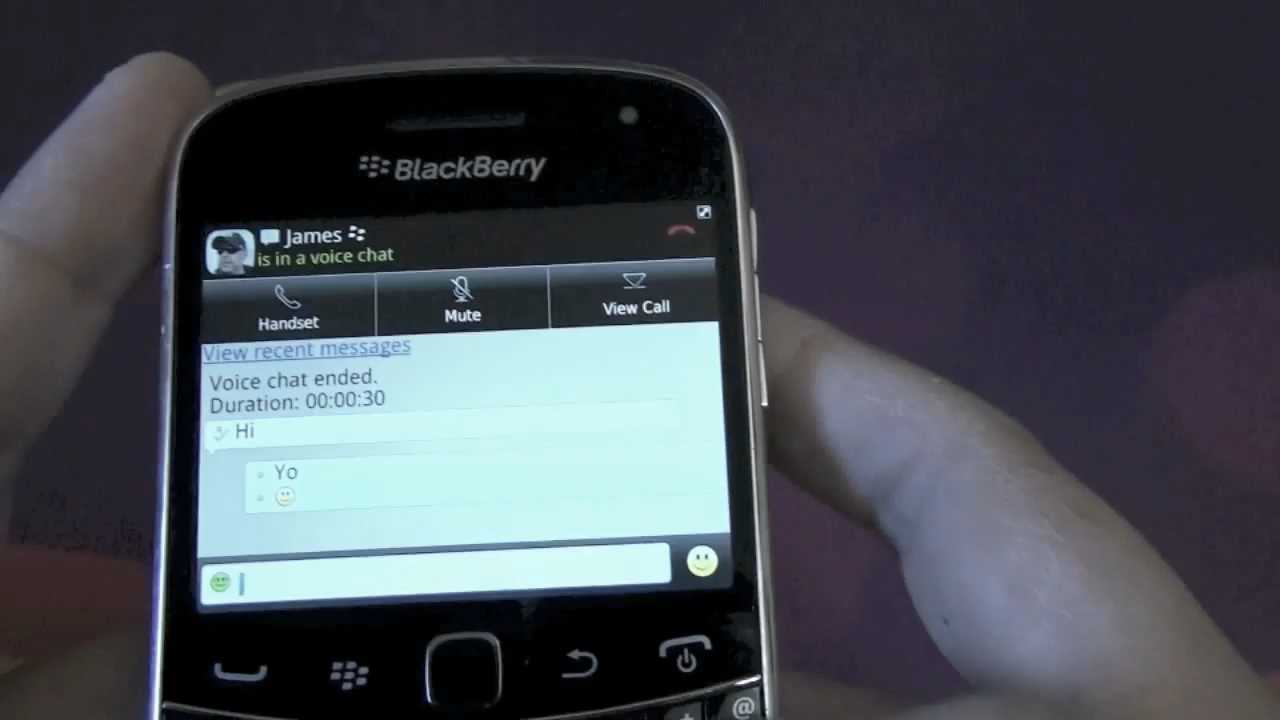 BlackBerry
James
is in a voice chat
Handset
Mute
View Call
View recent messages
Voice chat ended.
Duration: 00:00:30
Hi
Yo
@